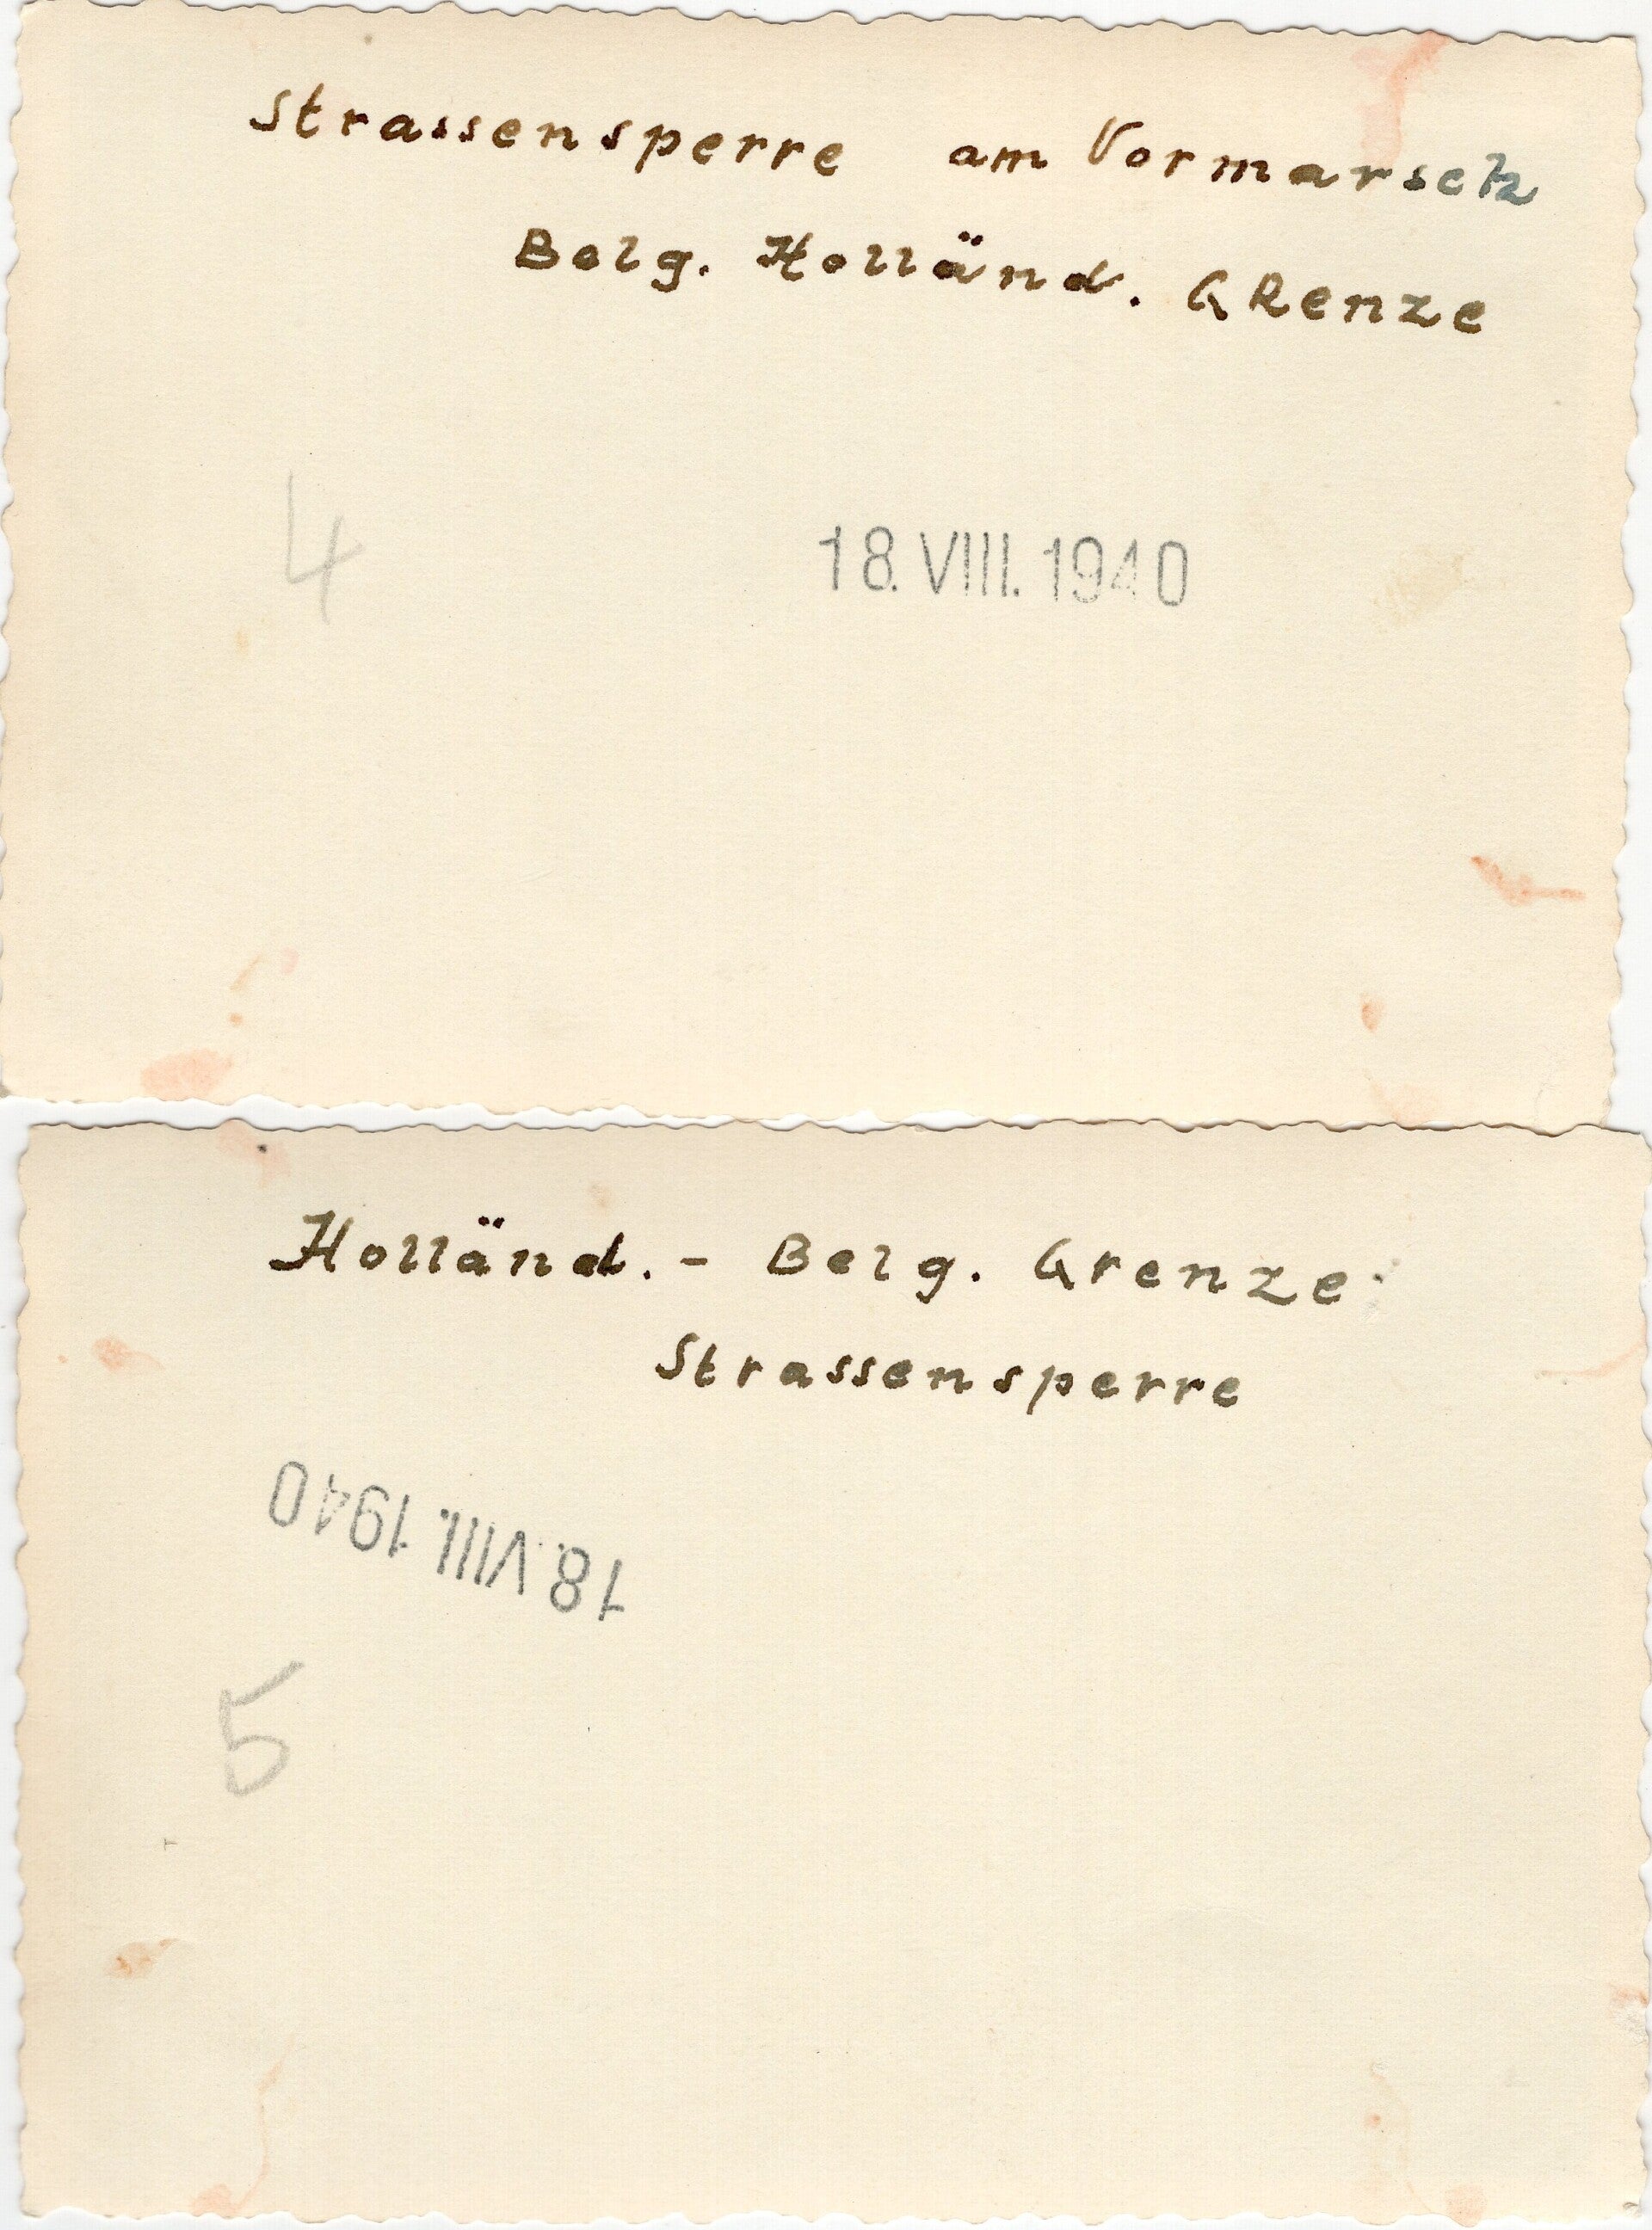 Strassensperre am Vormarsch
Belg. Holländ. GRenze
4
18. VIII. 1940
Holländ. - Belg. Grenze
Strassensperre
18. VIII. 1940
5